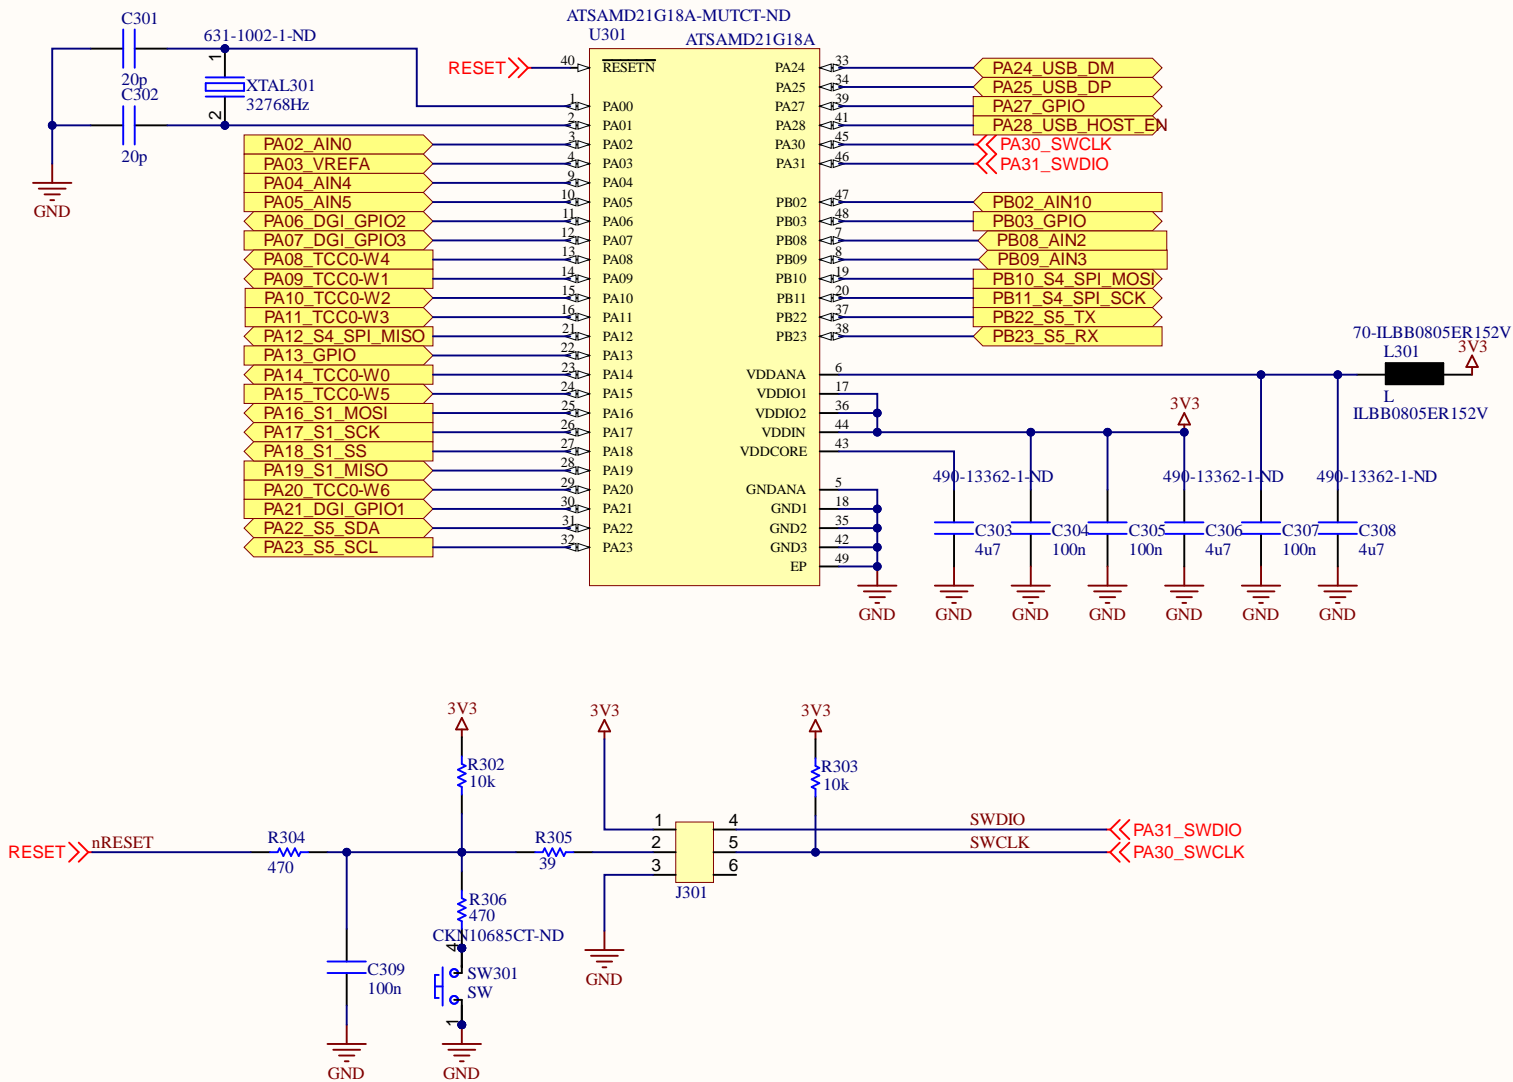 C301
20p
C302
20p
GND
631-1002-1-ND
1
XTAL301
32768Hz
2
ATSAMD21G18A-MUTCT-ND
U301
ATSAMD21G18A
RESET
40
RESETN
1
PA00
2
PA01
PA02_AIN0
3
PA02
PA03_VREFA
4
PA03
PA04_AIN4
9
PA04
PA05_AIN5
10
PA05
PA06_DGI_GPIO2
11
PA06
PA07_DGI_GPIO3
12
PA07
PA08_TCC0-W4
13
PA08
PA09_TCC0-W1
14
PA09
PA10_TCC0-W2
15
PA10
PA11_TCC0-W3
16
PA11
PA12_S4_SPI_MISO
21
PA12
PA13_GPIO
22
PA13
PA14_TCC0-W0
23
PA14
PA15_TCC0-W5
24
PA15
PA16_S1_MOSI
25
PA16
PA17_S1_SCK
26
PA17
PA18_S1_SS
27
PA18
PA19_S1_MISO
28
PA19
PA20_TCC0-W6
29
PA20
PA21_DGI_GPIO1
30
PA21
PA22_S5_SDA
31
PA22
PA23_S5_SCL
32
PA23
PA24
33
PA24_USB_DM
PA25
34
PA25_USB_DP
PA27
39
PA27_GPIO
PA28
41
PA28_USB_HOST_EN
PA30
45
PA30_SWCLK
PA31
46
PA31_SWDIO
PB02
47
PB02_AIN10
PB03
48
PB03_GPIO
PB08
7
PB08_AIN2
PB09
8
PB09_AIN3
PB10
19
PB10_S4_SPI_MOSI
PB11
20
PB11_S4_SPI_SCK
PB22
37
PB22_S5_TX
PB23
38
PB23_S5_RX
VDDANA
6
VDDIO1
17
VDDIO2
36
VDDIN
44
VDDCORE
43
GNDANA
5
GND1
18
GND2
35
GND3
42
EP
49
70-ILBB0805ER152V
L301
3V3
L
ILBB0805ER152V
3V3
490-13362-1-ND
490-13362-1-ND
490-13362-1-ND
C303
4u7
C304
100n
C305
100n
C306
4u7
C307
100n
C308
4u7
GND
GND
GND
GND
GND
GND
GND
3V3
R302
10k
3V3
3V3
R303
10k
RESET
nRESET
R304
470
R305
39
1
2
3
4
5
6
J301
SWDIO
PA31_SWDIO
SWCLK
PA30_SWCLK
R306
470
CKN10685CT-ND
4
SW301
SW
1
C309
100n
GND
GND
GND